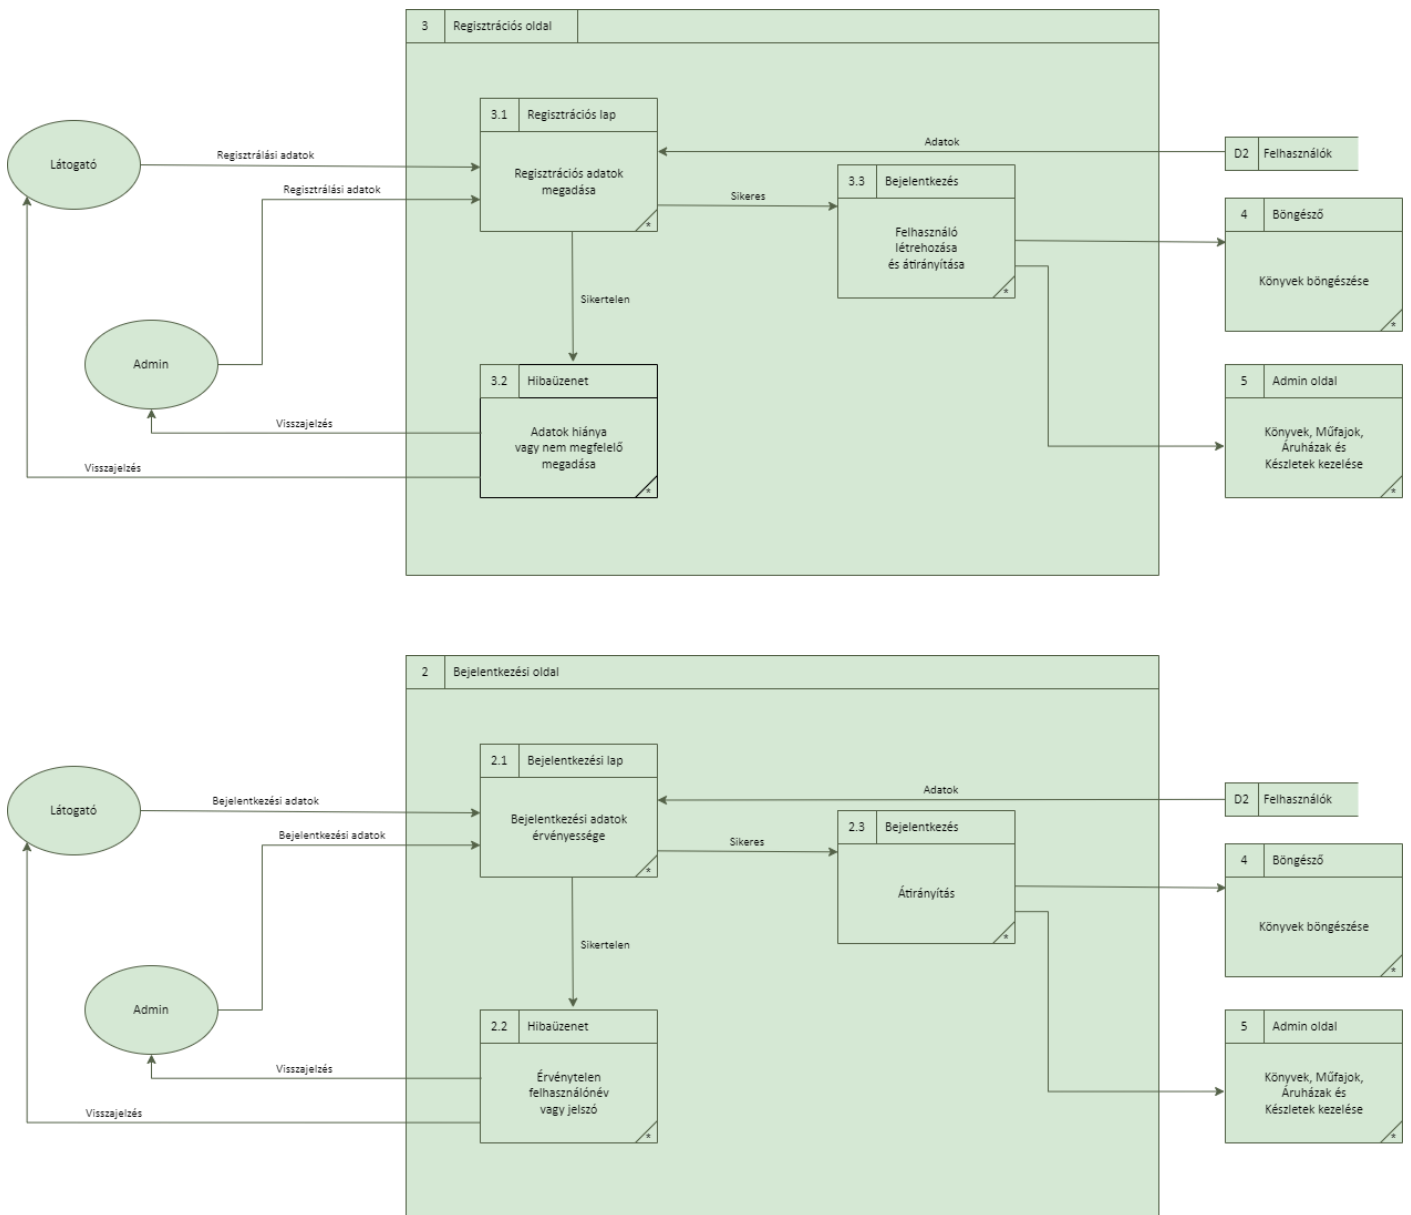 3 Regisztrációs oldal
3.1 Regisztrációs lap
Regisztrációs adatok
megadása
*
Látogató
Regisztrálási adatok
Regisztrálási adatok
Adatok
D2 Felhasználók
Sikeres
3.3 Bejelentkezés
Felhasználó
létrehozása
és átirányítása
*
4 Böngésző
Könyvek böngészése
*
Sikertelen
Admin
3.2 Hibaüzenet
Adatok hiánya
vagy nem megfelelő
megadása
*
Visszajelzés
Visszajelzés
5 Admin oldal
Könyvek, Műfajok,
Áruházak és
Készletek kezelése
*
2 Bejelentkezési oldal
2.1 Bejelentkezési lap
Bejelentkezési adatok
érvényessége
*
Látogató
Bejelentkezési adatok
Bejelentkezési adatok
Adatok
D2 Felhasználók
Sikeres
2.3 Bejelentkezés
Átirányítás
*
4 Böngésző
Könyvek böngészése
*
Sikertelen
Admin
2.2 Hibaüzenet
Érvénytelen
felhasználónév
vagy jelszó
*
Visszajelzés
Visszajelzés
5 Admin oldal
Könyvek, Műfajok,
Áruházak és
Készletek kezelése
*